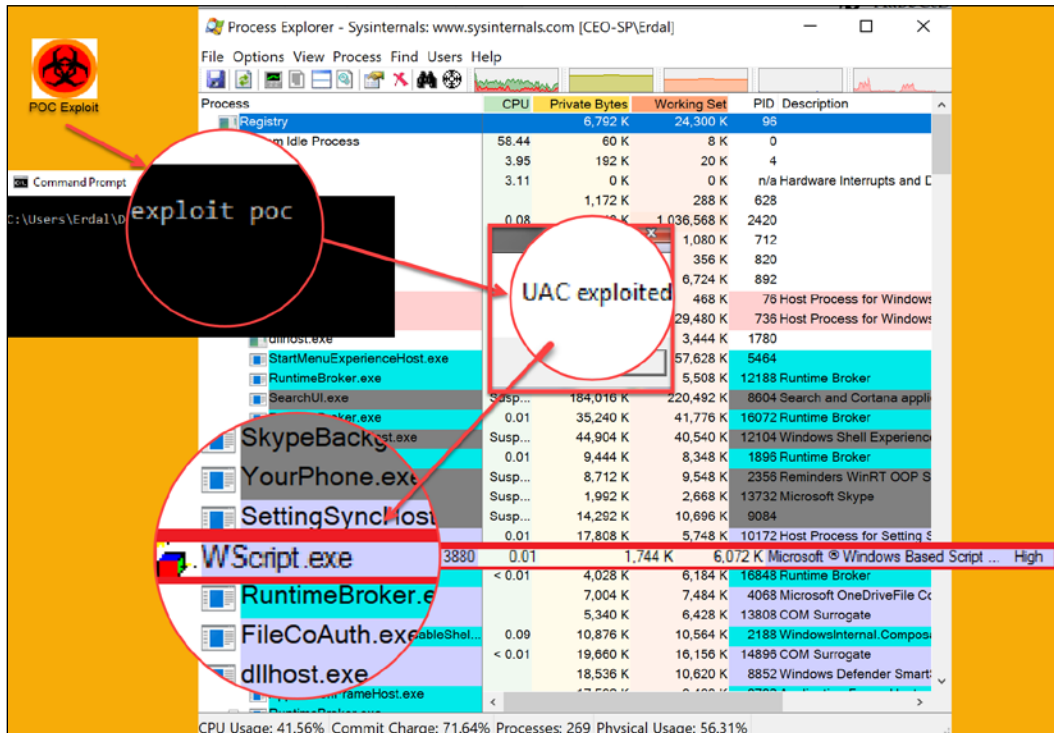 Process Explorer - Sysinternals: www.sysinternals.com [CEO-SP\Erdal]
File Options View Process Find Users Help
POC Exploit
Process CPU Private Bytes Working Set PID Description
Registry 6,792 K 24,300 K 96
Idle Process 58.44 60 K 8 K 0
3.95 192 K 20 K 4
3.11 0 K 0 K n/a Hardware Interrupts and
1,172 K 288 K 628
0.08 1,036,568 K 2420
1,080 K 712
356 K 820
6,724 K 892
468 K 76 Host Process for Windows
29,480 K 736 Host Process for Windows
dllhost.exe 3,444 K 1780
StartMenuExperienceHost.exe 57,628 K 5464
RuntimeBroker.exe 5,508 K 12188 Runtime Broker
SearchUI.exe Susp... 184,016 K 220,492 K 8604 Search and Cortana
0.01 35,240 K 41,776 K 16072 Runtime Broker
Susp... 44,904 K 40,540 K 12104 Windows Shell
0.01 9,444 K 8,348 K 1896 Runtime Broker
Susp... 8,712 K 9,548 K 2356 Reminders WinRT OOP
Susp... 1,992 K 2,668 K 13732 Microsoft Skype
Susp... 14,292 K 10,696 K 9084
0.01 17,808 K 5,748 K 10172 Host Process for Setting
3880 0.01 1,744 K 6,072 K Microsoft ® Windows Based Script ... High
< 0.01 4,028 K 6,184 K 16848 Runtime Broker
7,004 K 7,484 K 4068 Microsoft OneDriveFile
5,340 K 6,428 K 13808 COM Surrogate
0.09 10,876 K 10,564 K 2188
< 0.01 19,660 K 16,156 K 14896 COM Surrogate
18,536 K 10,620 K 8852 Windows Defender
Command Prompt
C:\Users\Erdal\D
exploit poc
UAC exploited
YourPhone.exe
WScript.exe
FileCoAuth.exe
dllhost.exe
CPU Usage: 41.56% Commit Charge: 71.64% Processes: 269 Physical Usage: 56.31%